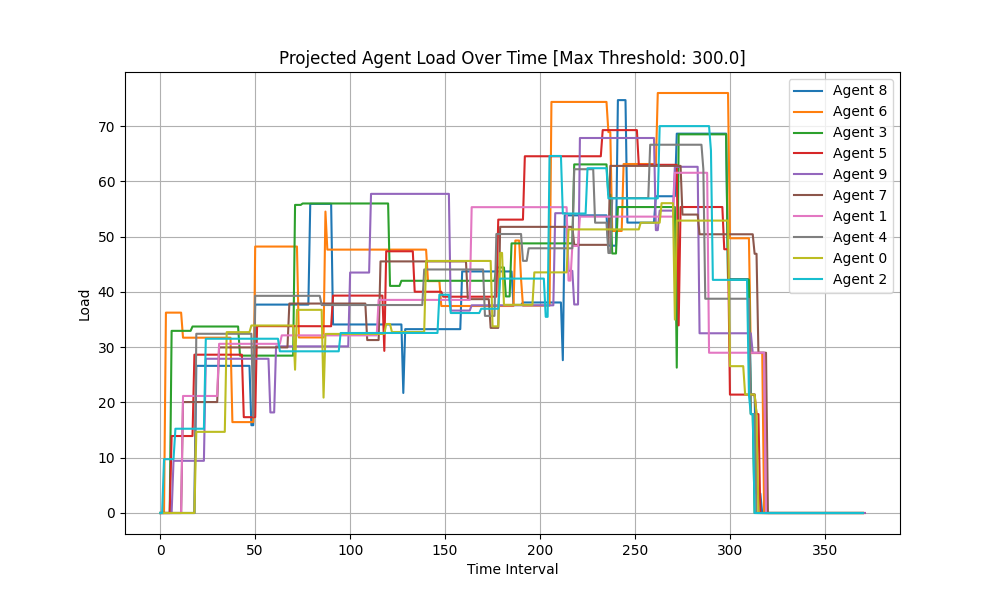 Projected Agent Load Over Time [Max Threshold: 300.0]
Load
70
60
50
40
30
20
10
0
0 50 100 150 200 250 300 350
Time Interval
Agent 8
Agent 6
Agent 3
Agent 5
Agent 9
Agent 7
Agent 1
Agent 4
Agent 0
Agent 2